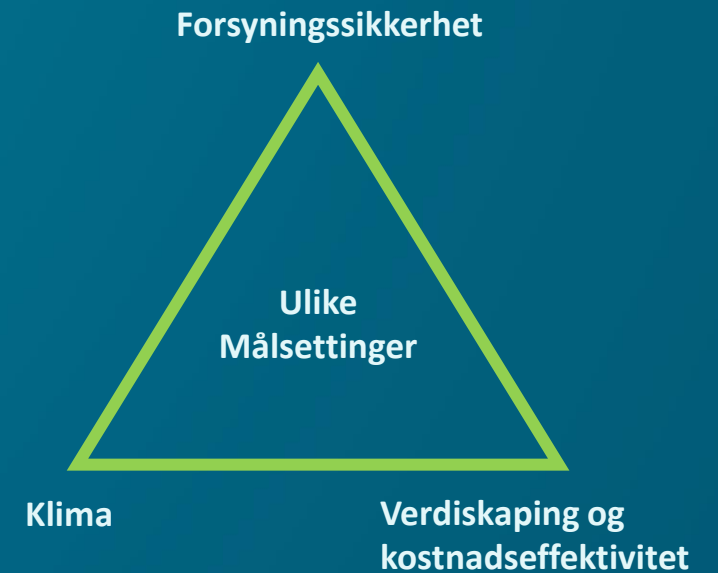 Forsyningssikkerhet
Ulike
Målsettinger
Klima
Verdiskaping og
kostnadseffektivitet